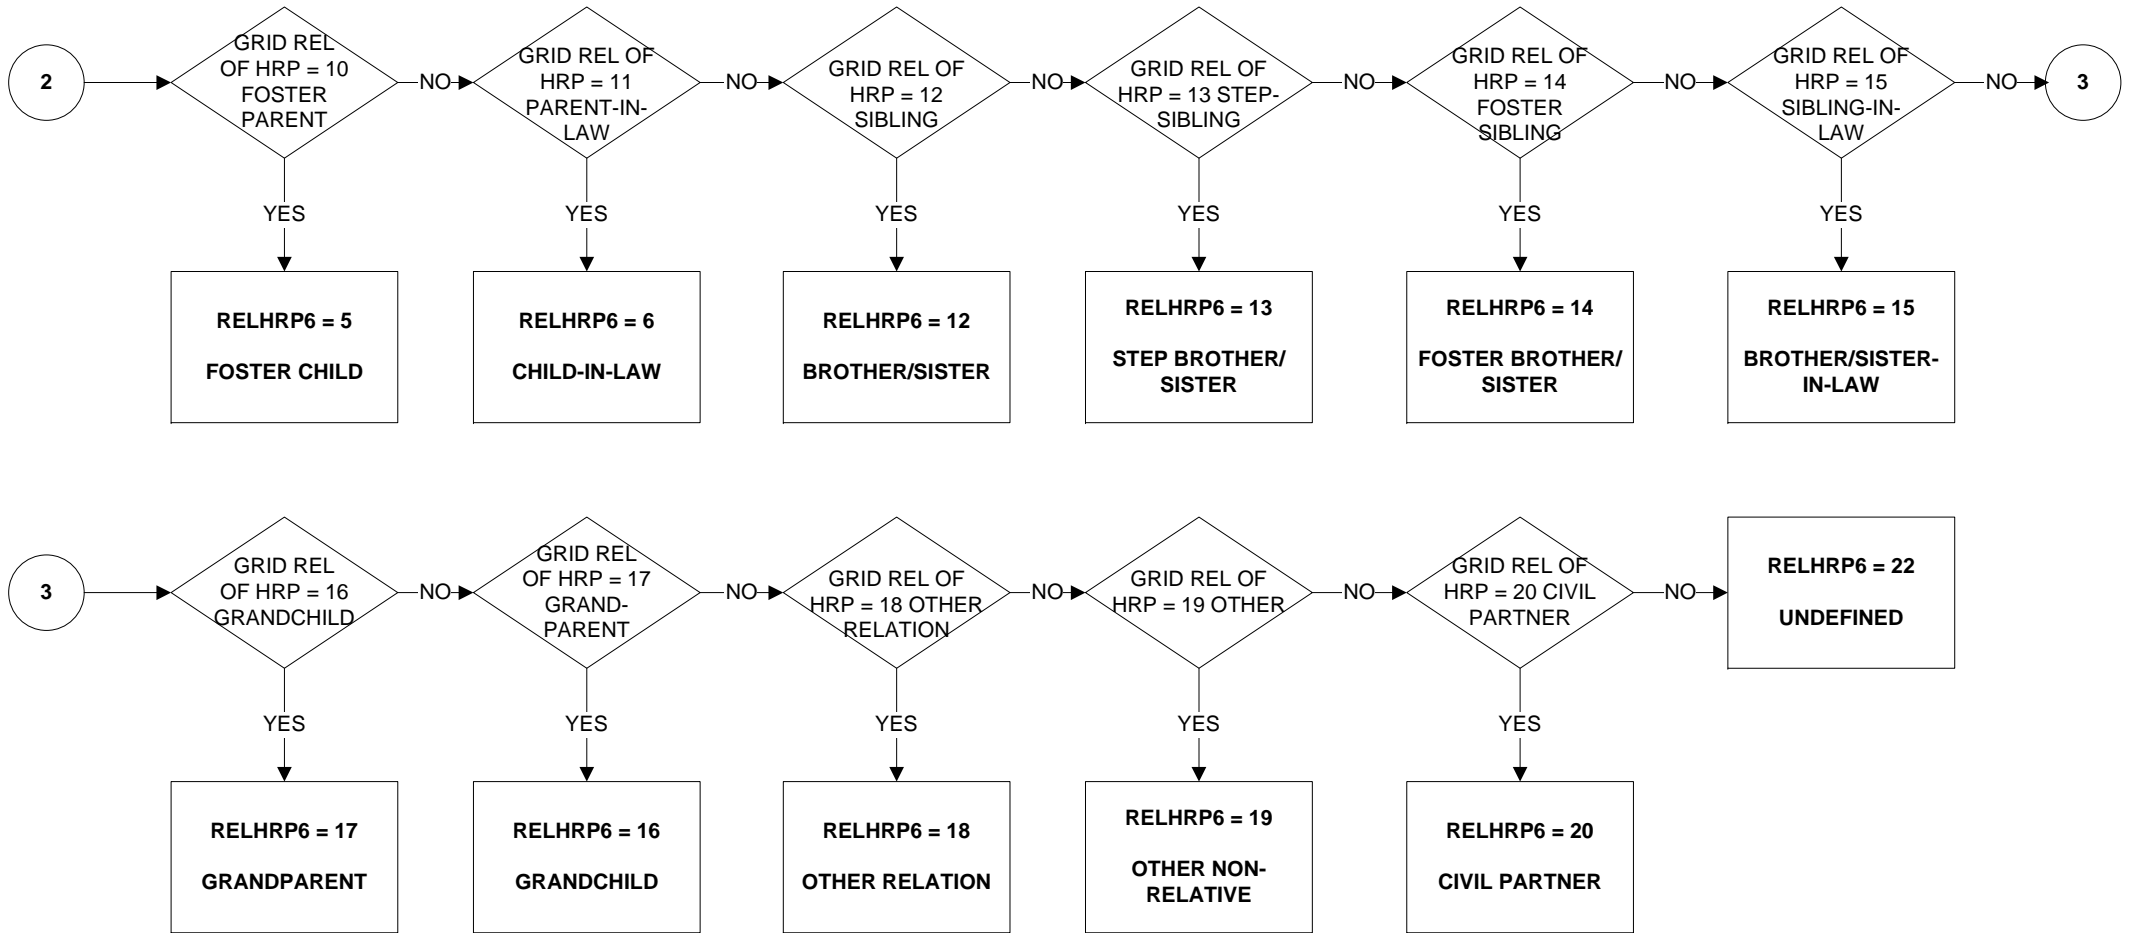 2
GRID REL
OF HRP = 10
FOSTER
PARENT
NO
GRID REL OF
HRP = 11
PARENT-IN-
LAW
NO
GRID REL OF
HRP = 12
SIBLING
NO
GRID REL OF
HRP = 13 STEP-
SIBLING
NO
GRID REL OF
HRP = 14
FOSTER
SIBLING
NO
GRID REL OF
HRP = 15
SIBLING-IN-
LAW
NO
3
YES
YES
YES
YES
YES
YES
RELHRP6 = 5
FOSTER CHILD
RELHRP6 = 6
CHILD-IN-LAW
RELHRP6 = 12
BROTHER/SISTER
RELHRP6 = 13
STEP BROTHER/
SISTER
RELHRP6 = 14
FOSTER BROTHER/
SISTER
RELHRP6 = 15
BROTHER/SISTER-
IN-LAW
3
GRID REL
OF HRP = 16
GRANDCHILD
NO
GRID REL
OF HRP = 17
GRAND-
PARENT
NO
GRID REL OF
HRP = 18 OTHER
RELATION
NO
GRID REL OF
HRP = 19 OTHER
NO
GRID REL OF
HRP = 20 CIVIL
PARTNER
NO
RELHRP6 = 22
UNDEFINED
YES
YES
YES
YES
YES
RELHRP6 = 17
GRANDPARENT
RELHRP6 = 16
GRANDCHILD
RELHRP6 = 18
OTHER RELATION
RELHRP6 = 19
OTHER NON-
RELATIVE
RELHRP6 = 20
CIVIL PARTNER